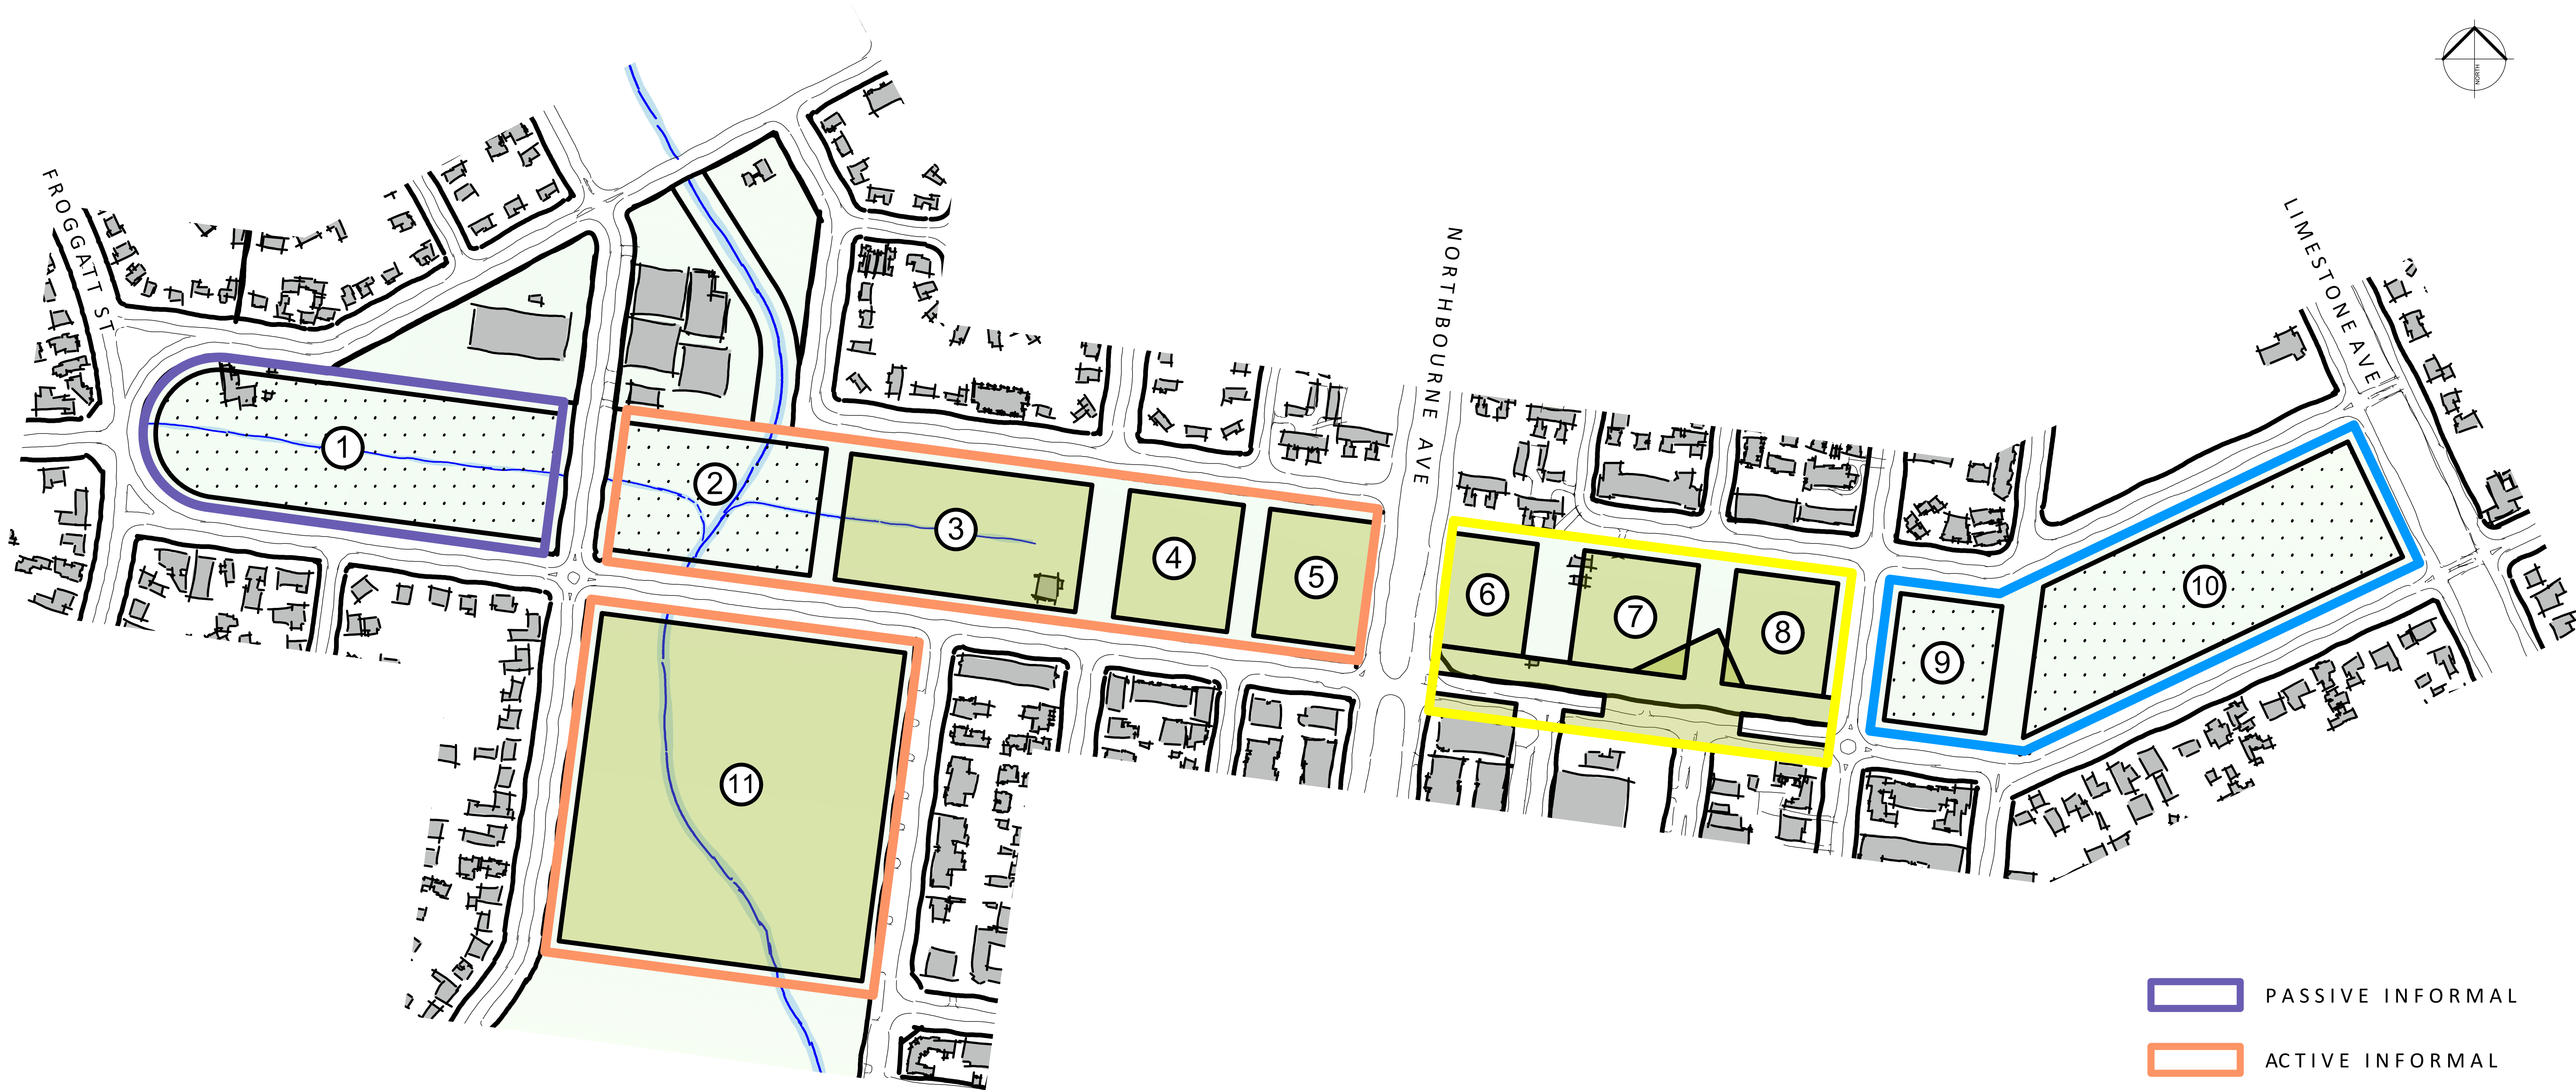 NORTH
FROGGATT ST
NORTHBOURNE AVE
LIMESTONE AVE
1
2
3
4
5
6
7
8
9
10
11
PASSIVE INFORMAL
ACTIVE INFORMAL